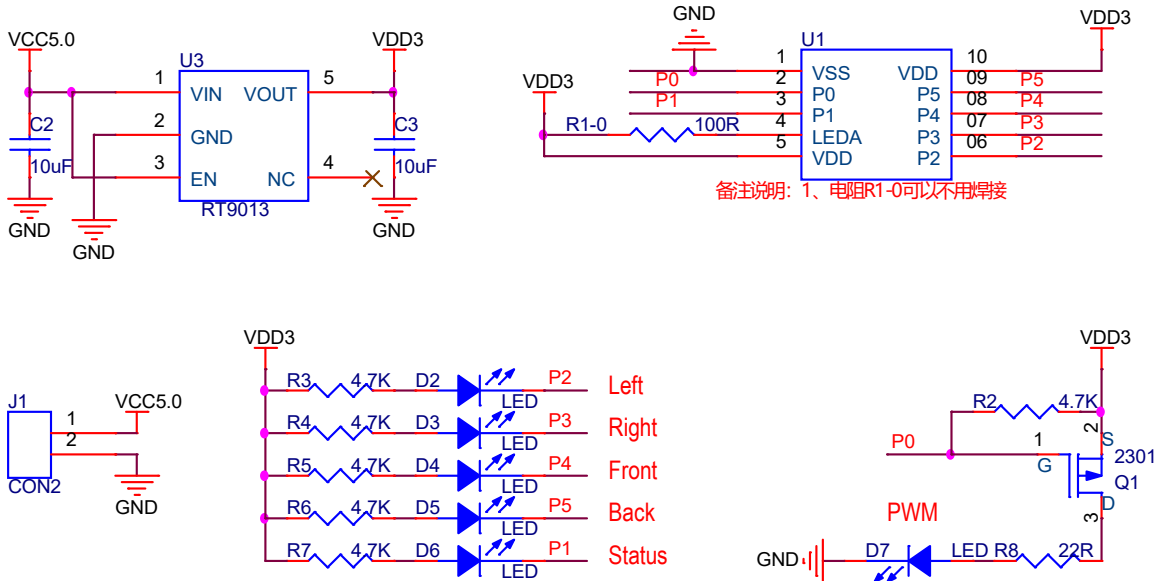 VCC5.0
U3
VDD3
1
VIN
VOUT
5
C2
10uF
2
GND
C3
10uF
3
EN
NC
4
RT9013
GND
GND
GND
GND
VDD3
U1
VDD3
R1-0
100R
P0
P1
1
2
3
4
5
VSS
P0
P1
LEDA
VDD
VDD
P5
P4
P3
P2
10
09
08
07
06
P5
P4
P3
P2
备注说明：1、电阻R1-0可以不用焊接
J1
1
2
VCC5.0
CON2
GND
VDD3
R3 4.7K D2 LED P2 Left
R4 4.7K D3 LED P3 Right
R5 4.7K D4 LED P4 Front
R6 4.7K D5 LED P5 Back
R7 4.7K D6 LED P1 Status
VDD3
R2 4.7K
P0
1
G
2
S
2301
Q1
D
3
PWM
GND
D7 LED R8 22R